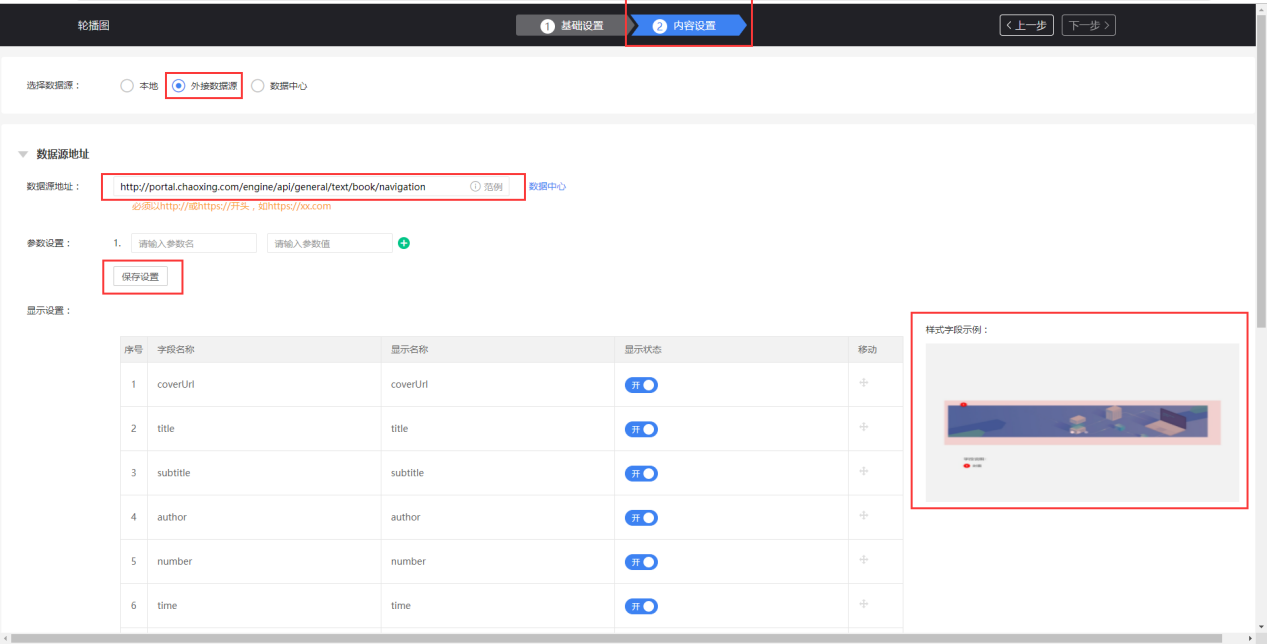 轮播图
1 基础设置
2 内容设置
上一步
下一步
选择数据源：
本地
外接数据源
数据中心
数据源地址
数据源地址：
http://portal.chaoxing.com/engine/api/general/text/book/navigation
范例
数据中心
必须以http://或https://开头，如https://xx.com
参数设置：
1.
请输入参数名
请输入参数值
保存设置
显示设置：
样式字段示例：
序号 字段名称 显示名称 显示状态 移动
1 coverUrl coverUrl 开
2 title title 开
3 subtitle subtitle 开
4 author author 开
5 number number 开
6 time time 开